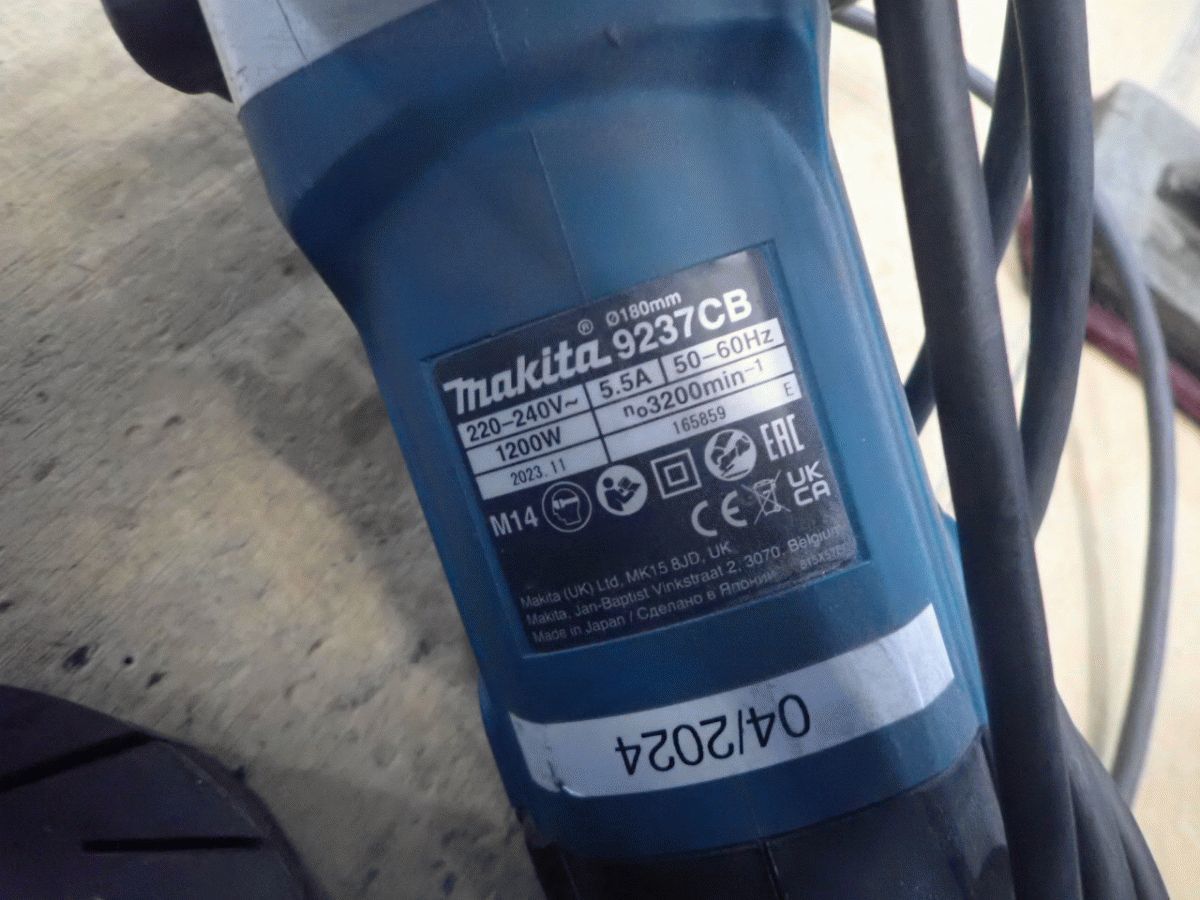 Ø180mm
makita® 9237CB
220–240V~ 5.5A 50–60Hz
1200W nο3200min⁻¹
2023.11 165859 E
M14 EAC
CE UK CA
Makita (UK) Ltd, MK15 8JD, UK
Makita, Jan-Baptist Vinkstraat 2, 3070, Belgium
Made in Japan / Сделано в Японии
04/2024